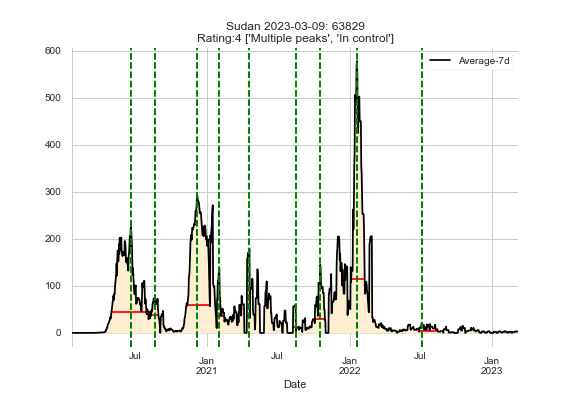 Sudan 2023-03-09: 63829
Rating:4 ['Multiple peaks', 'In control']
Average-7d
600
500
400
300
200
100
0
Jul
Jan
2021
Jul
Jan
2022
Jul
Jan
2023
Date